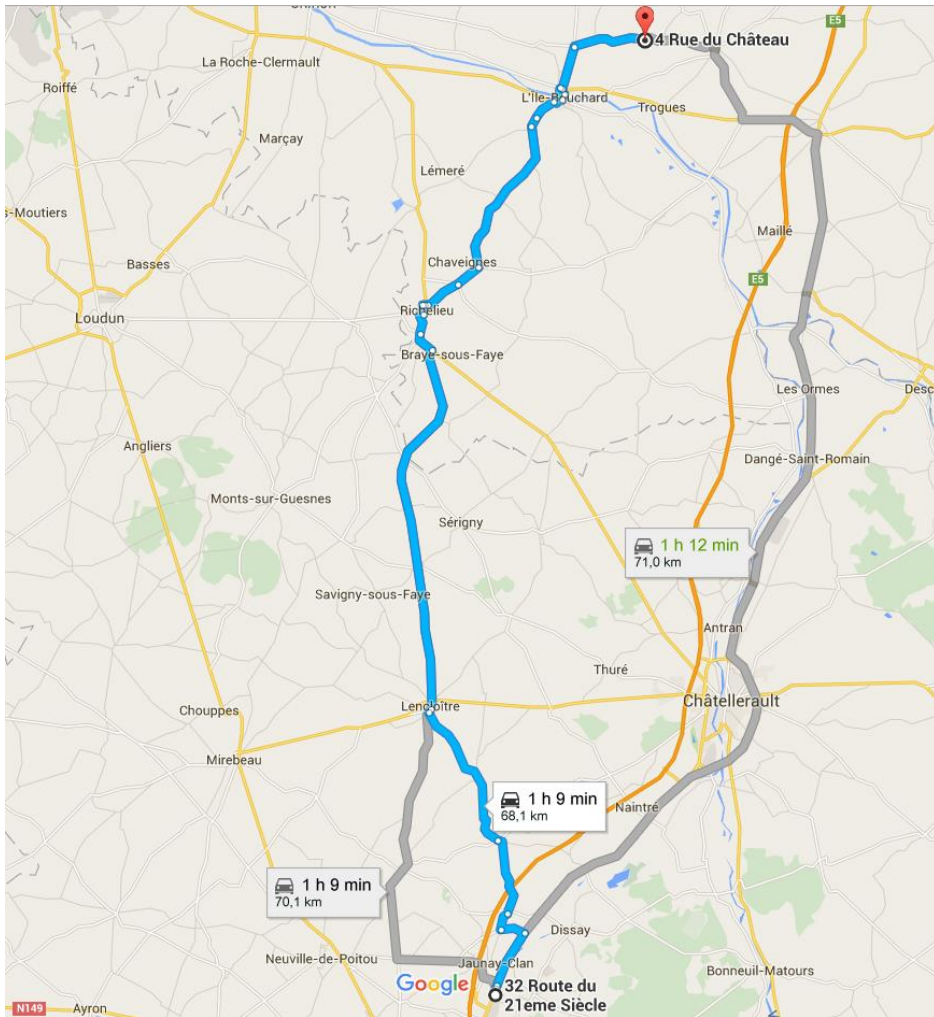 E5
4 Rue du Château
La Roche-Clermault
Roiffé
L'Île-Bouchard
Trogues
Marçay
Lémeré
s-Moutiers
Maillé
Basses
Chaveignes
E5
Loudun
Richelieu
Braye-sous-Faye
Les Ormes
Desc
Angliers
Dangé-Saint-Romain
Monts-sur-Guesnes
Sérigny
1 h 12 min
71,0 km
Savigny-sous-Faye
Antran
Thuré
Châtellerault
Chouppes
Lencloître
Mirebeau
1 h 9 min
68,1 km
Naintré
1 h 9 min
70,1 km
Dissay
Neuville-de-Poitou
Jaunay-Clan
Bonneuil-Matours
Google
32 Route du
21eme Siècle
N149
Ayron